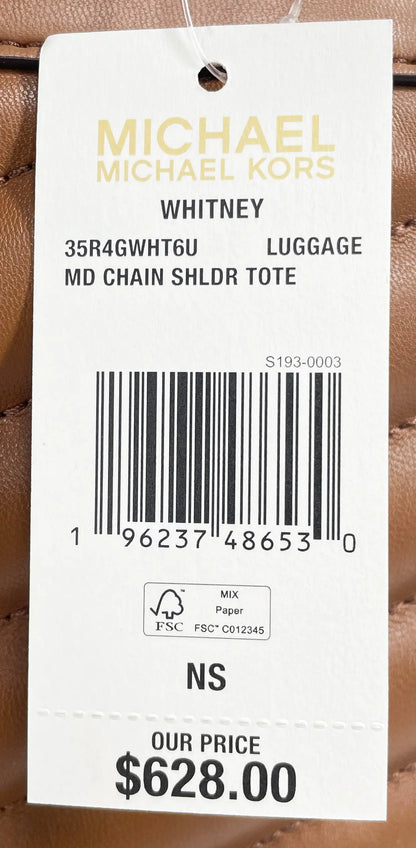 MICHAEL
MICHAEL KORS
WHITNEY
35R4GWHT6U LUGGAGE
MD CHAIN SHLDR TOTE
S193-0003
1 96237 48653 0
MIX
Paper
FSC FSC™ C012345
NS
OUR PRICE
$628.00